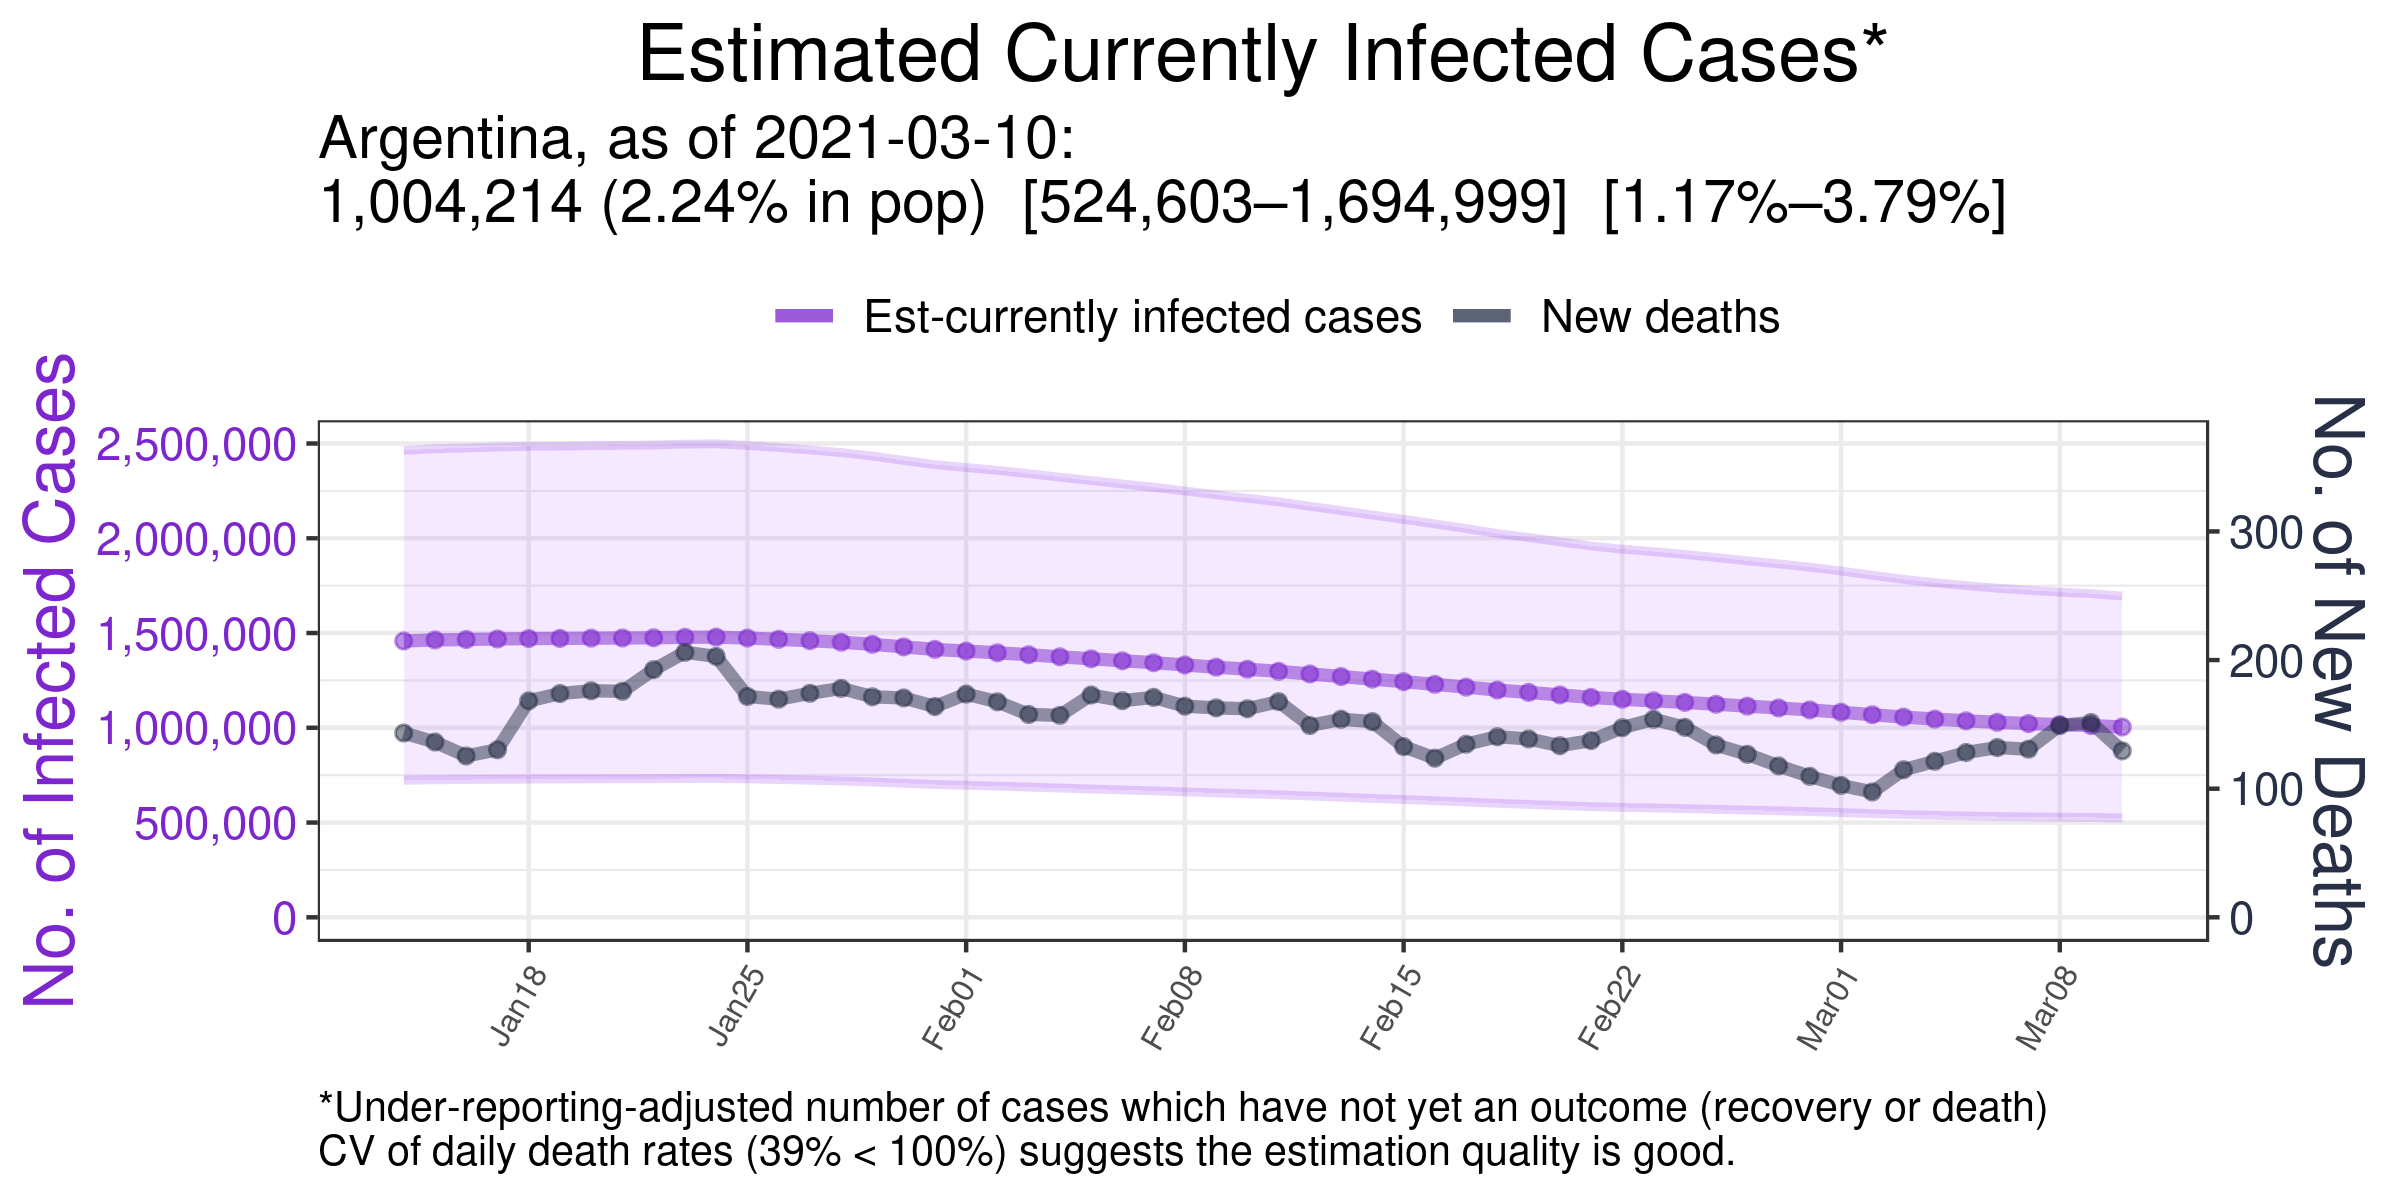 Estimated Currently Infected Cases*
Argentina, as of 2021-03-10:
1,004,214 (2.24% in pop)  [524,603–1,694,999]  [1.17%–3.79%]
Est-currently infected cases
New deaths
No. of Infected Cases
2,500,000
2,000,000
1,500,000
1,000,000
500,000
0
300
200
100
0
No. of New Deaths
Jan18
Jan25
Feb01
Feb08
Feb15
Feb22
Mar01
Mar08
*Under-reporting-adjusted number of cases which have not yet an outcome (recovery or death)
CV of daily death rates (39% < 100%) suggests the estimation quality is good.